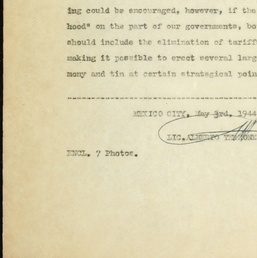 ing could be encouraged, however, if the
hood" on the part of our governments, bo
should include the elimination of tariff
making it possible to erect several larg
mony and tin at certain strategical poin
MEXICO CITY, May 3rd. 1944
LIC. ALBERTO
ENCL. 7 Photos.